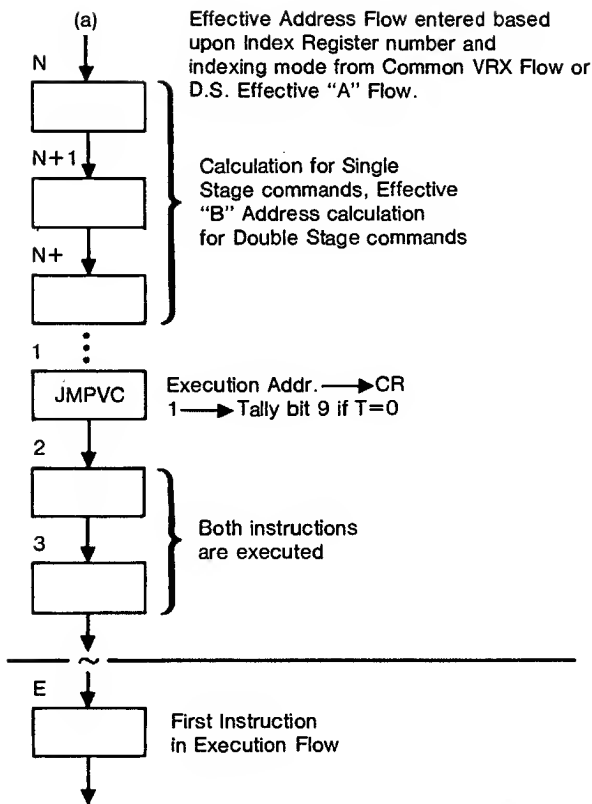 (a)
Effective Address Flow entered based
upon Index Register number and
indexing mode from Common VRX Flow or
D.S. Effective “A” Flow.
N
N+1
Calculation for Single
Stage commands, Effective
“B” Address calculation
for Double Stage commands
N+
1
JMPVC
Execution Addr. ⟶CR
1⟶Tally bit 9 if T=0
2
3
Both instructions
are executed
~
E
First Instruction
in Execution Flow